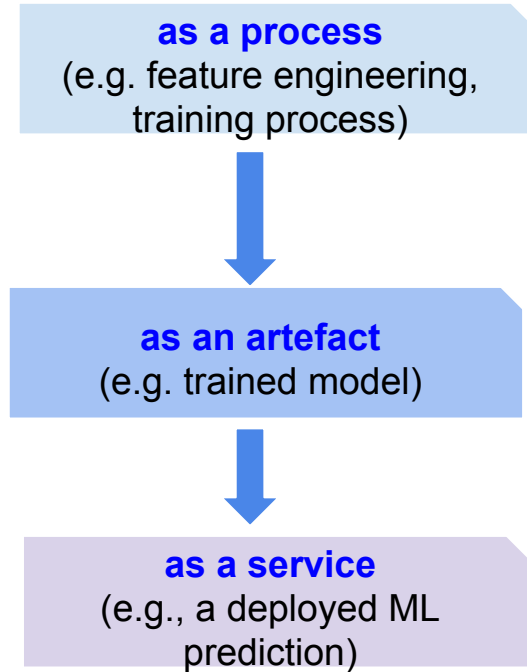 as a process
(e.g. feature engineering,
training process)
as an artefact
(e.g. trained model)
as a service
(e.g., a deployed ML
prediction)